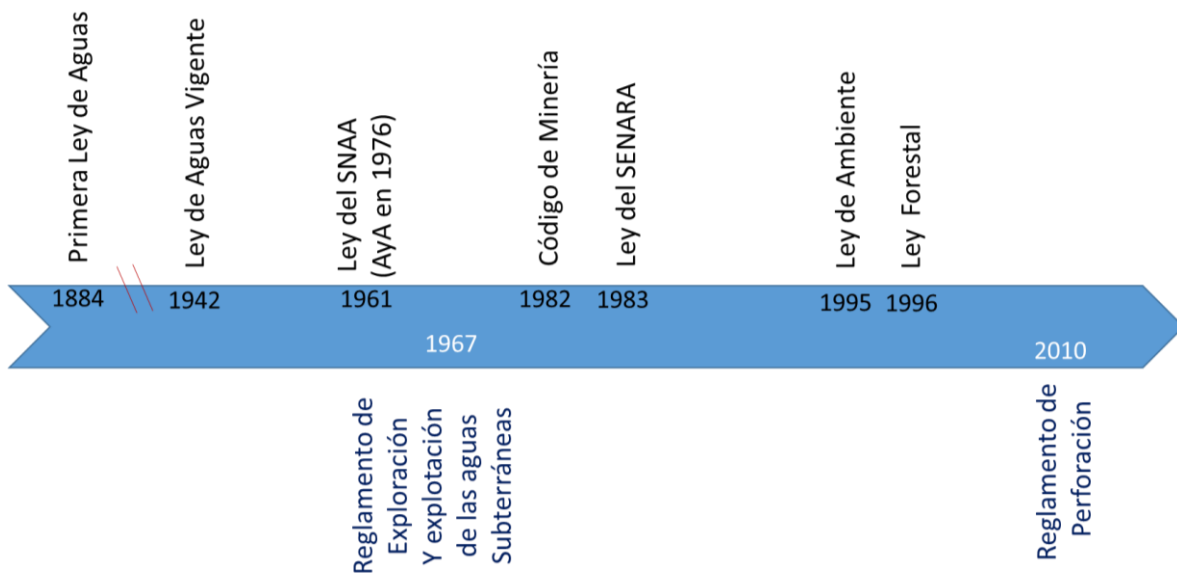 Primera Ley de Aguas
Ley de Aguas Vigente
Ley del SNAA
(AyA en 1976)
Código de Minería
Ley del SENARA
Ley de Ambiente
Ley Forestal
1884
1942
1961
1982
1983
1995
1996
1967
2010
Reglamento de
Exploración
Y explotación
de las aguas
Subterráneas
Reglamento de
Perforación